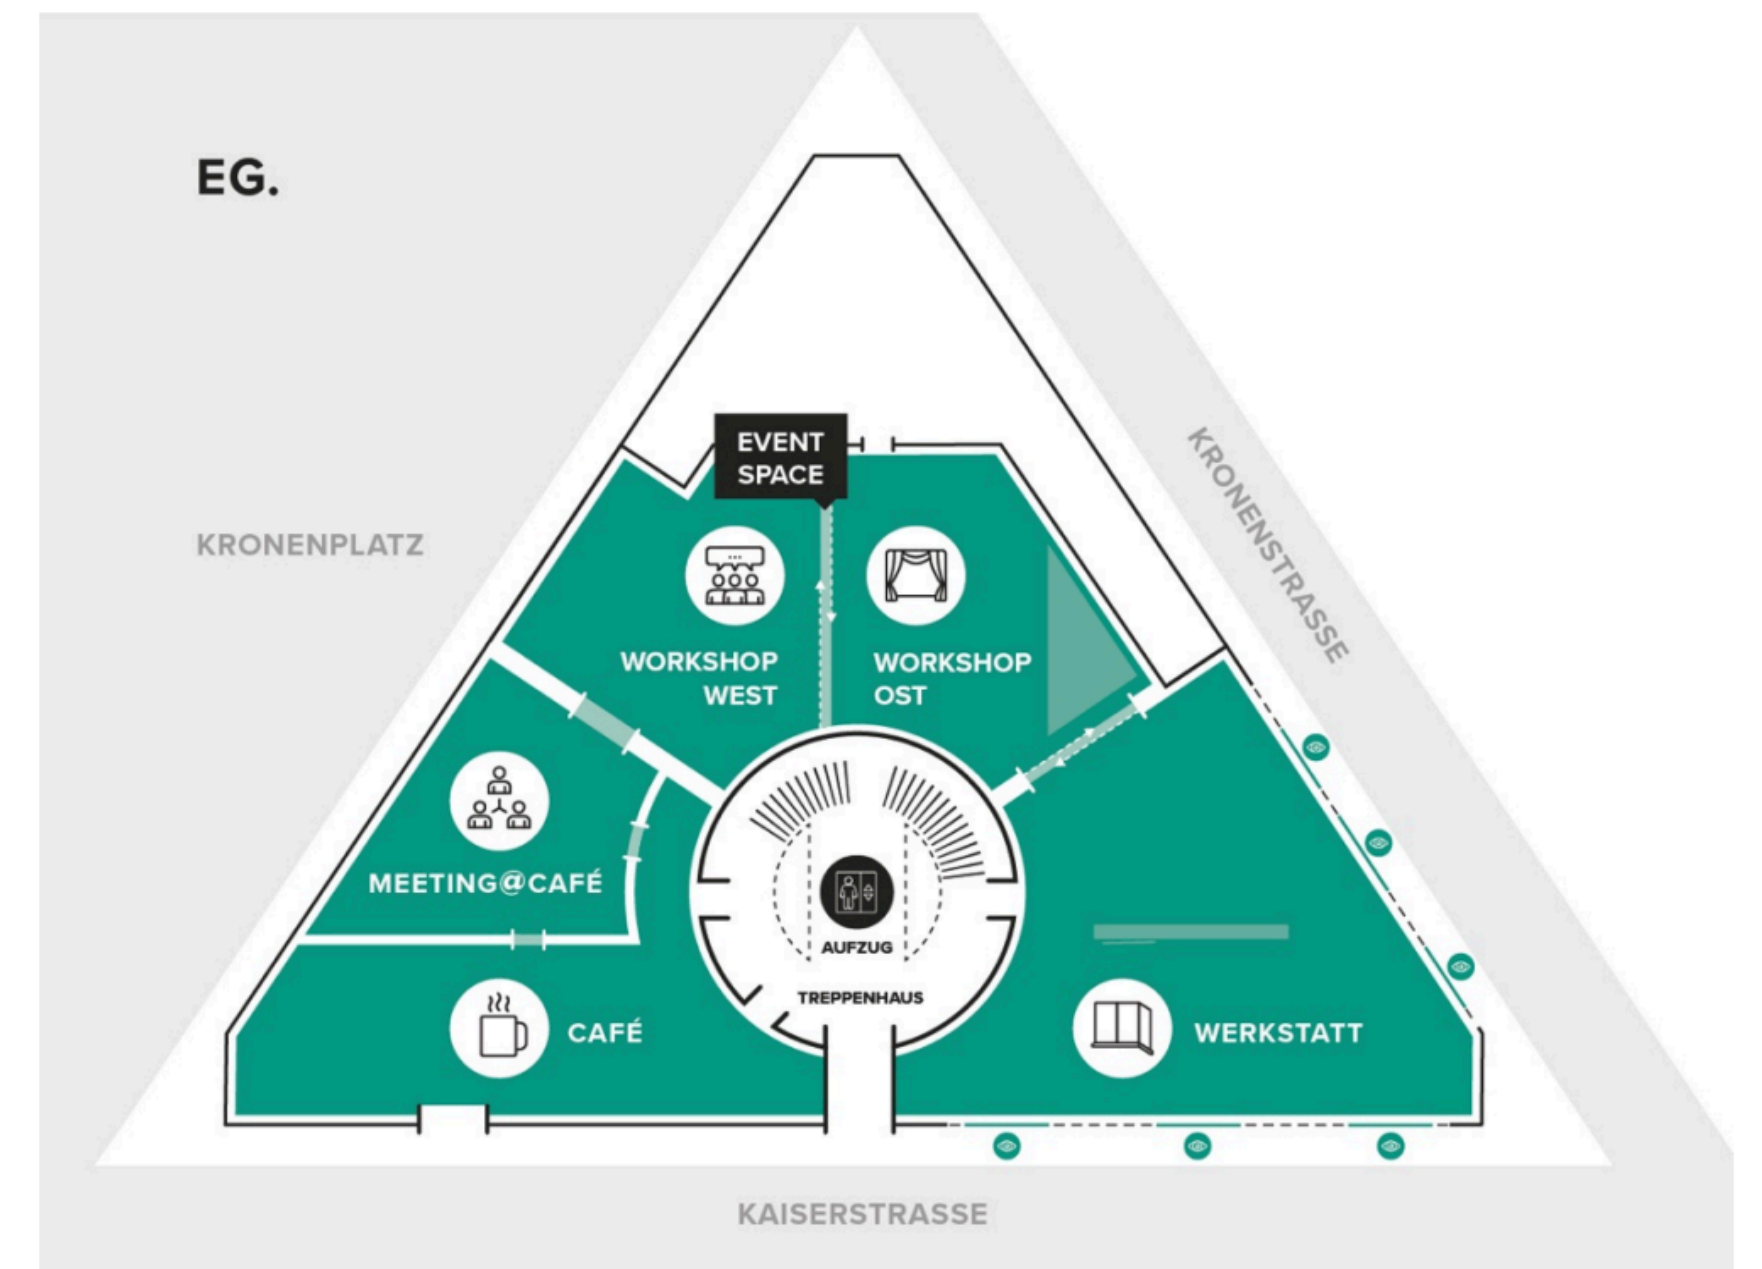 EG.
EVENT
SPACE
KRONENPLATZ
KRONENSTRASSE
WORKSHOP
WEST
WORKSHOP
OST
MEETING@CAFÉ
AUFZUG
TREPPENHAUS
CAFÉ
WERKSTATT
KAISERSTRASSE